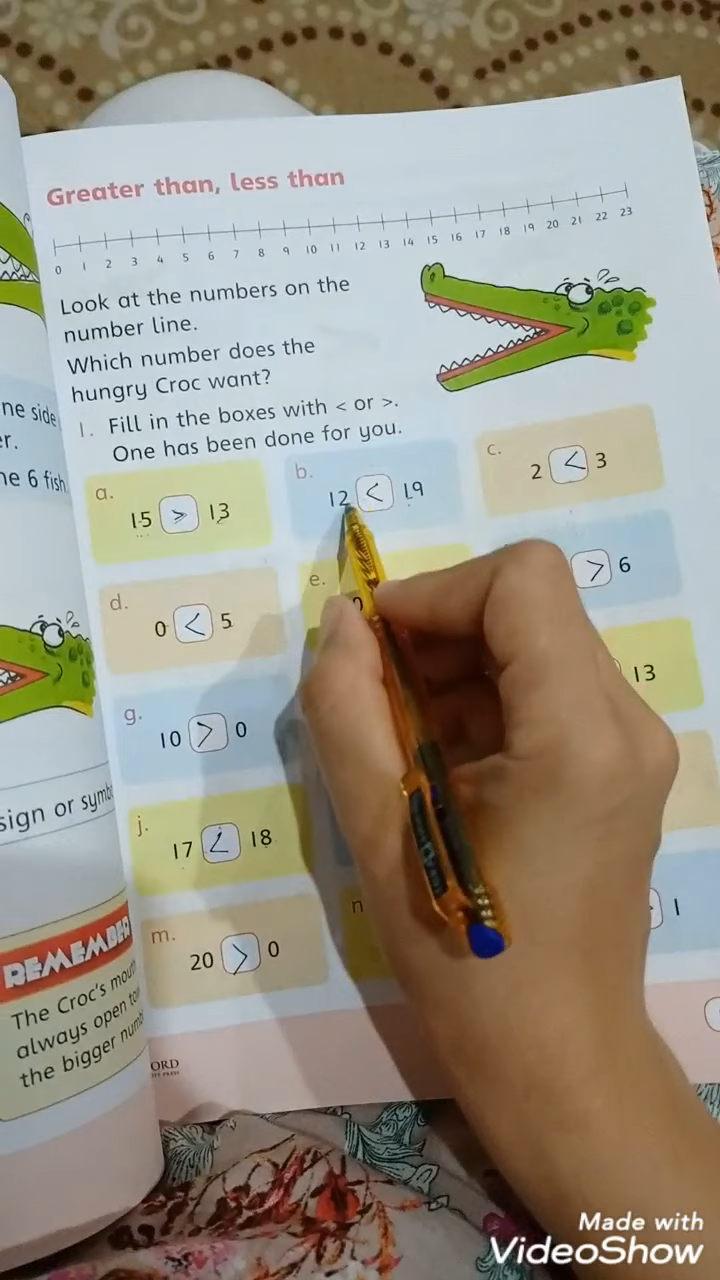 Greater than, less than
0 1 2 3 4 5 6 7 8 9 10 11 12 13 14 15 16 17 18 19 20 21 22 23
Look at the numbers on the
number line.
Which number does the
hungry Croc want?
1. Fill in the boxes with < or >.
One has been done for you.
a. 15 > 13
b. 12 < 19
c. 2 < 3
d. 0 < 5
e.
> 6
g. 10 > 0
13
j. 17 < 18
m. 20 > 0
n
1
ne side
er.
he 6 fish
sign or symb
REMEMBER
The Croc's mou
always open to
the bigger num
ORD
Made with
VideoShow